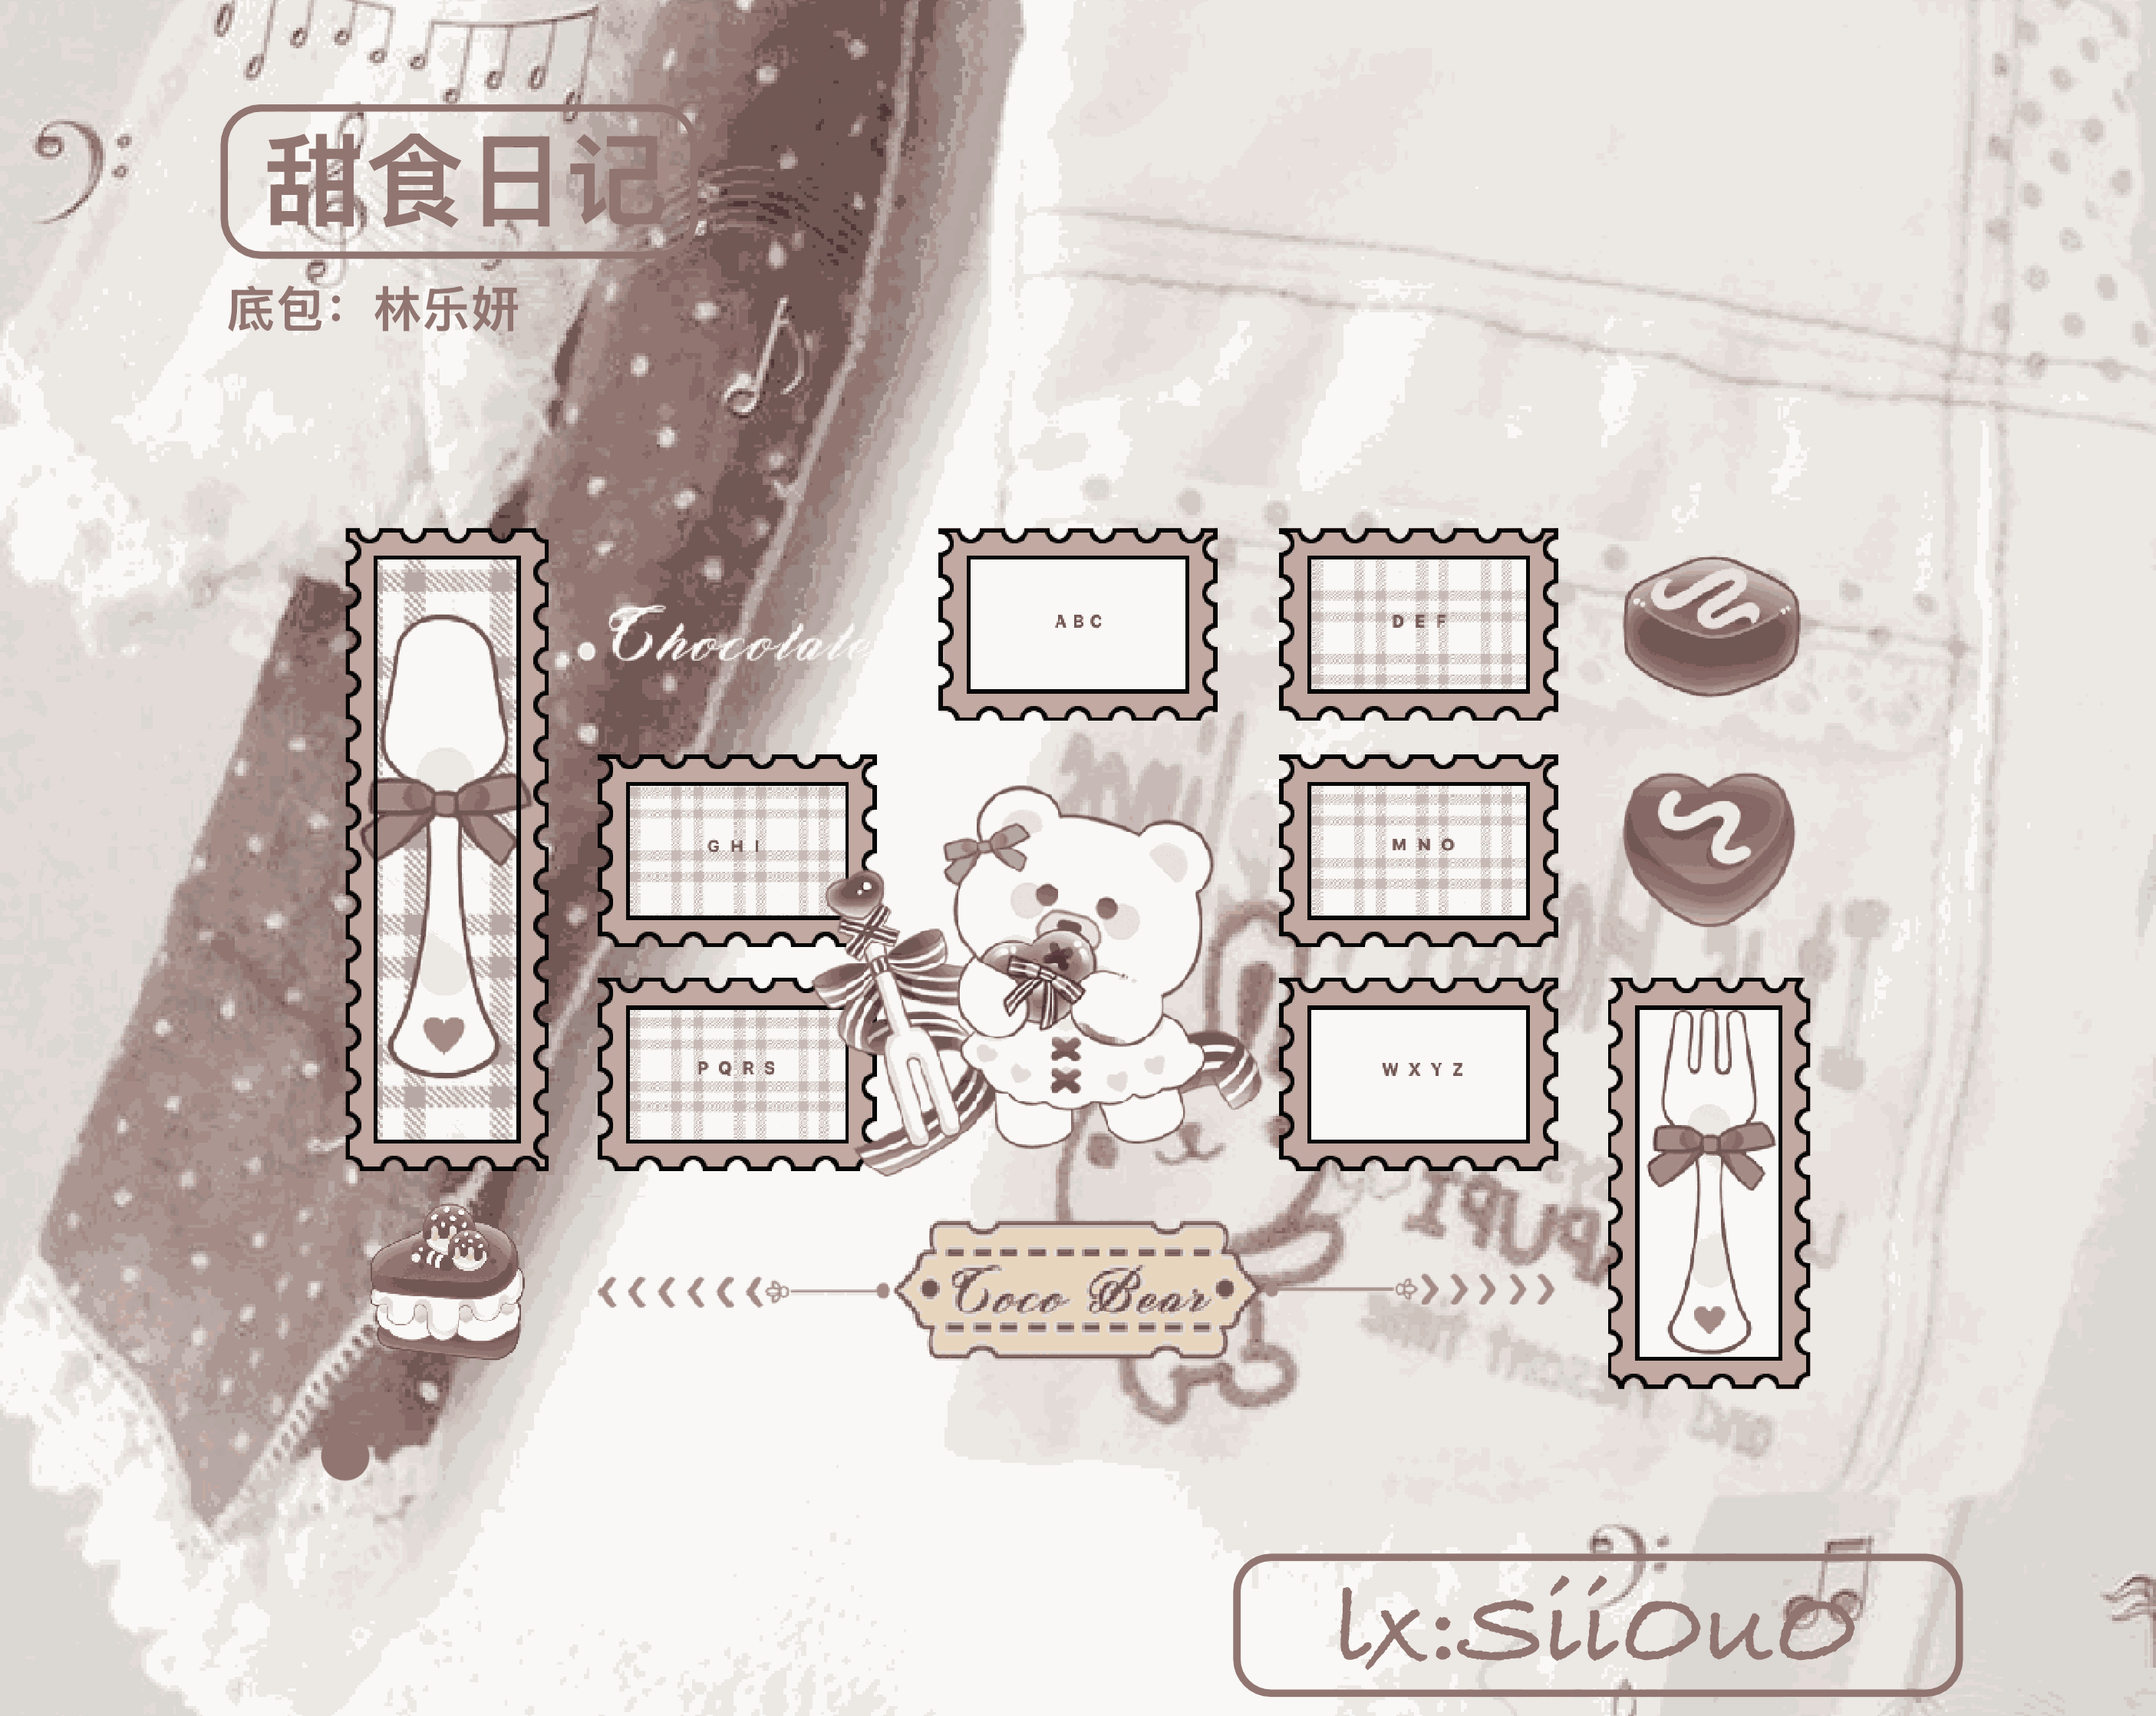 甜食日记
底包：林乐妍
Chocolate
ABC
DEF
GHI
MNO
PQRS
WXYZ
Coco Bear
lx:siiouo